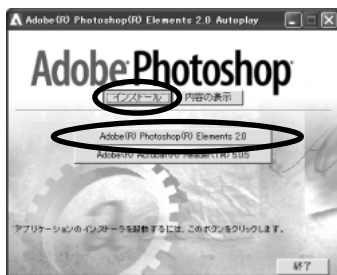 Adobe(R) Photoshop(R) Elements 2.0 Autoplay
Adobe Photoshop
インストール 内容の表示
Adobe(R) Photoshop(R) Elements 2.0
Adobe(R) Acrobat(R) Reader(TM) 5.0.5
アプリケーションのインストーラを起動するには、このボタンをクリックします。
終了